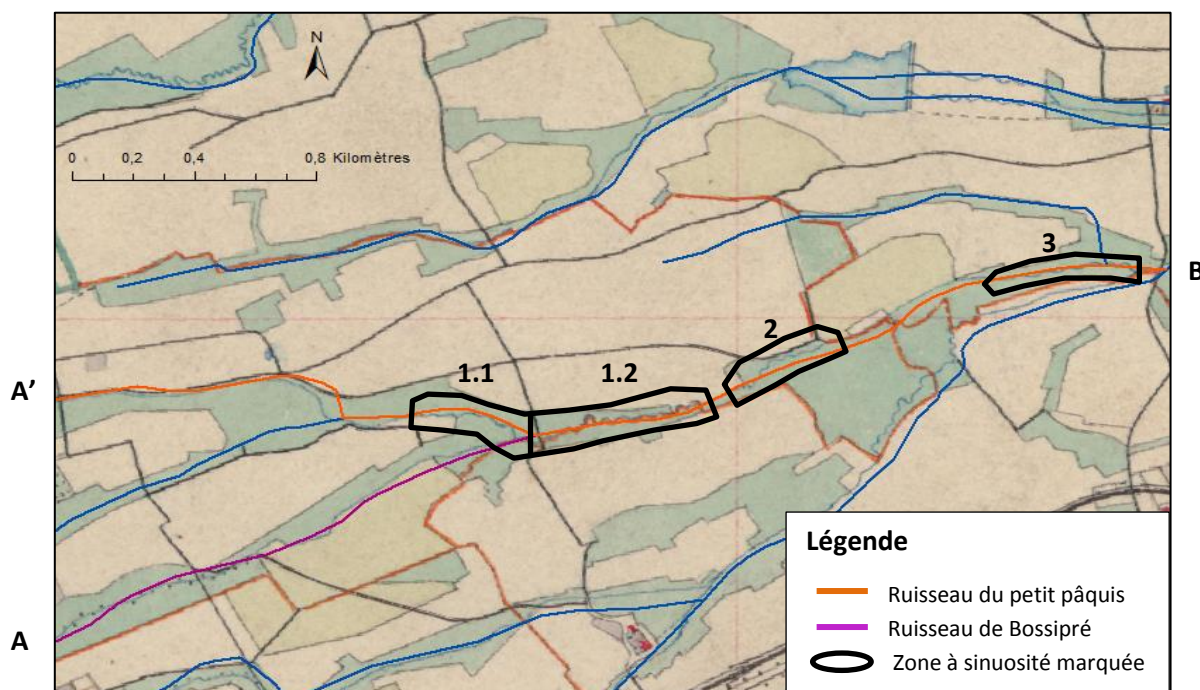 N
0 0,2 0,4 0,8 Kilomètres
3
B
2
A'
1.1 1.2
A
Légende
Ruisseau du petit pâquis
Ruisseau de Bossipré
Zone à sinuosité marquée